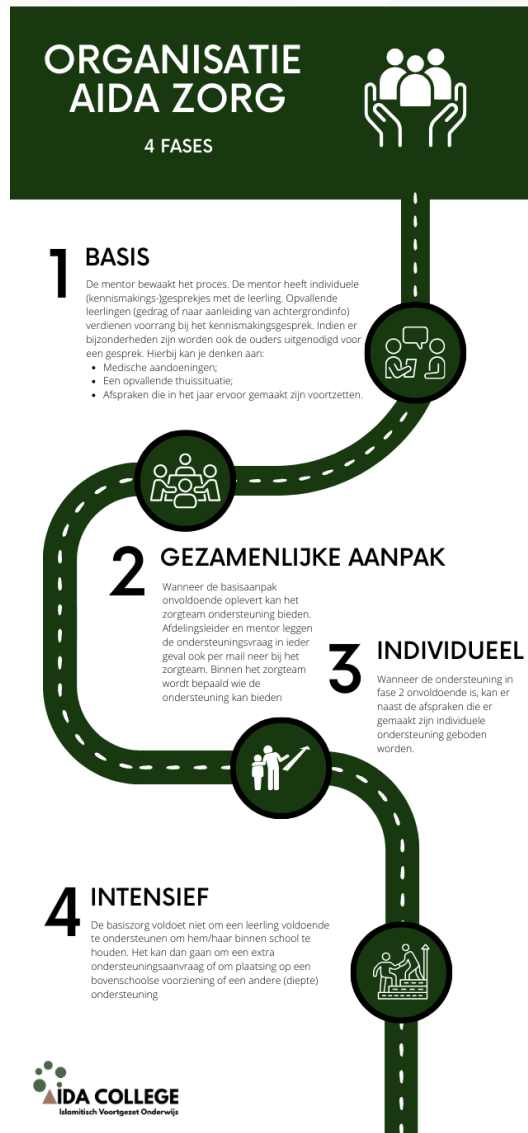 ORGANISATIE
AIDA ZORG
4 FASES
1 BASIS
De mentor bewaakt het proces. De mentor heeft individuele
(kennismakings-)gesprekjes met de leerling. Opvallende
leerlingen (gedrag of naar aanleiding van achtergrondinfo)
verdienen voorrang bij het kennismakingsgesprek. Indien er
bijzonderheden zijn worden ook de ouders uitgenodigd voor
een gesprek. Hierbij kan je denken aan:
• Medische aandoeningen;
• Een opvallende thuissituatie;
• Afspraken die in het jaar ervoor gemaakt zijn voortzetten.
2 GEZAMENLIJKE AANPAK
Wanneer de basisaanpak
onvoldoende oplevert kan het
zorgteam ondersteuning bieden.
Afdelingsleider en mentor leggen
de ondersteuningsvraag in ieder
geval ook per mail neer bij het
zorgteam. Binnen het zorgteam
wordt bepaald wie de
ondersteuning kan bieden
3 INDIVIDUEEL
Wanneer de ondersteuning in
fase 2 onvoldoende is, kan er
naast de afspraken die er
gemaakt zijn individuele
ondersteuning geboden
worden.
4 INTENSIEF
De basiszorg voldoet niet om een leerling voldoende
te ondersteunen om hem/haar binnen school te
houden. Het kan dan gaan om een extra
ondersteuningsaanvraag of om plaatsing op een
bovenschoolse voorziening of een andere (diepte)
ondersteuning
AIDA COLLEGE
Islamitisch Voortgezet Onderwijs